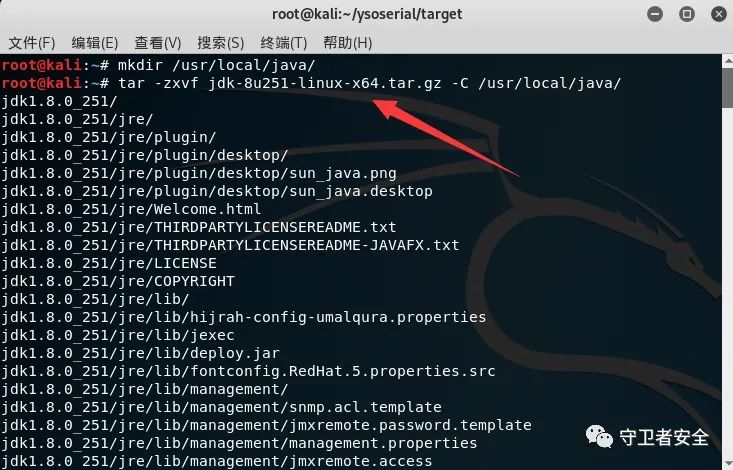 root@kali:~/ysoserial/target
文件(F) 编辑(E) 查看(V) 搜索(S) 终端(T) 帮助(H)
root@kali:~# mkdir /usr/local/java/
root@kali:~# tar -zxvf jdk-8u251-linux-x64.tar.gz -C /usr/local/java/
jdk1.8.0_251/
jdk1.8.0_251/jre/
jdk1.8.0_251/jre/plugin/
jdk1.8.0_251/jre/plugin/desktop/
jdk1.8.0_251/jre/plugin/desktop/sun_java.png
jdk1.8.0_251/jre/plugin/desktop/sun_java.desktop
jdk1.8.0_251/jre/Welcome.html
jdk1.8.0_251/jre/THIRDPARTYLICENSEREADME.txt
jdk1.8.0_251/jre/THIRDPARTYLICENSEREADME-JAVAFX.txt
jdk1.8.0_251/jre/LICENSE
jdk1.8.0_251/jre/COPYRIGHT
jdk1.8.0_251/jre/lib/
jdk1.8.0_251/jre/lib/hijrah-config-umalqura.properties
jdk1.8.0_251/jre/lib/jexec
jdk1.8.0_251/jre/lib/deploy.jar
jdk1.8.0_251/jre/lib/fontconfig.RedHat.5.properties.src
jdk1.8.0_251/jre/lib/management/
jdk1.8.0_251/jre/lib/management/snmp.acl.template
jdk1.8.0_251/jre/lib/management/jmxremote.password.template
jdk1.8.0_251/jre/lib/management/management.properties
jdk1.8.0_251/jre/lib/management/jmxremote.access
守卫者安全